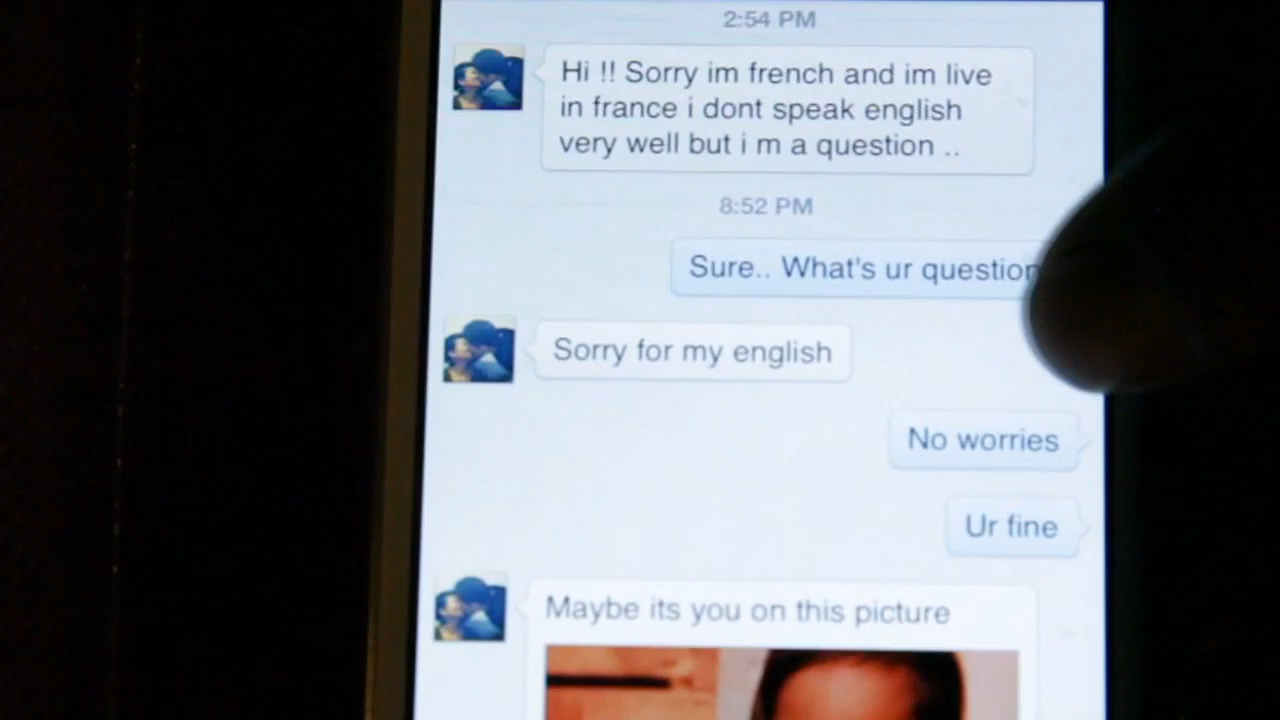 2:54 PM
Hi !! Sorry im french and im live
in france i dont speak english
very well but i m a question ..
8:52 PM
Sure.. What's ur question
Sorry for my english
No worries
Ur fine
Maybe its you on this picture